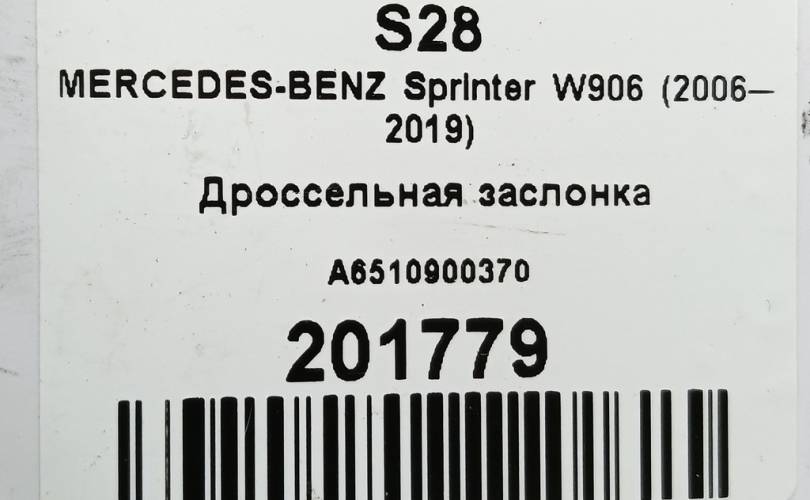 S28
MERCEDES-BENZ Sprinter W906 (2006–
2019)
Дроссельная заслонка
A6510900370
201779